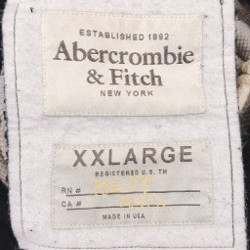 ESTABLISHED 1892
Abercrombie
& Fitch
NEW YORK
XXLARGE
REGISTERED U.S. TM
RN #
CA #
MADE IN USA